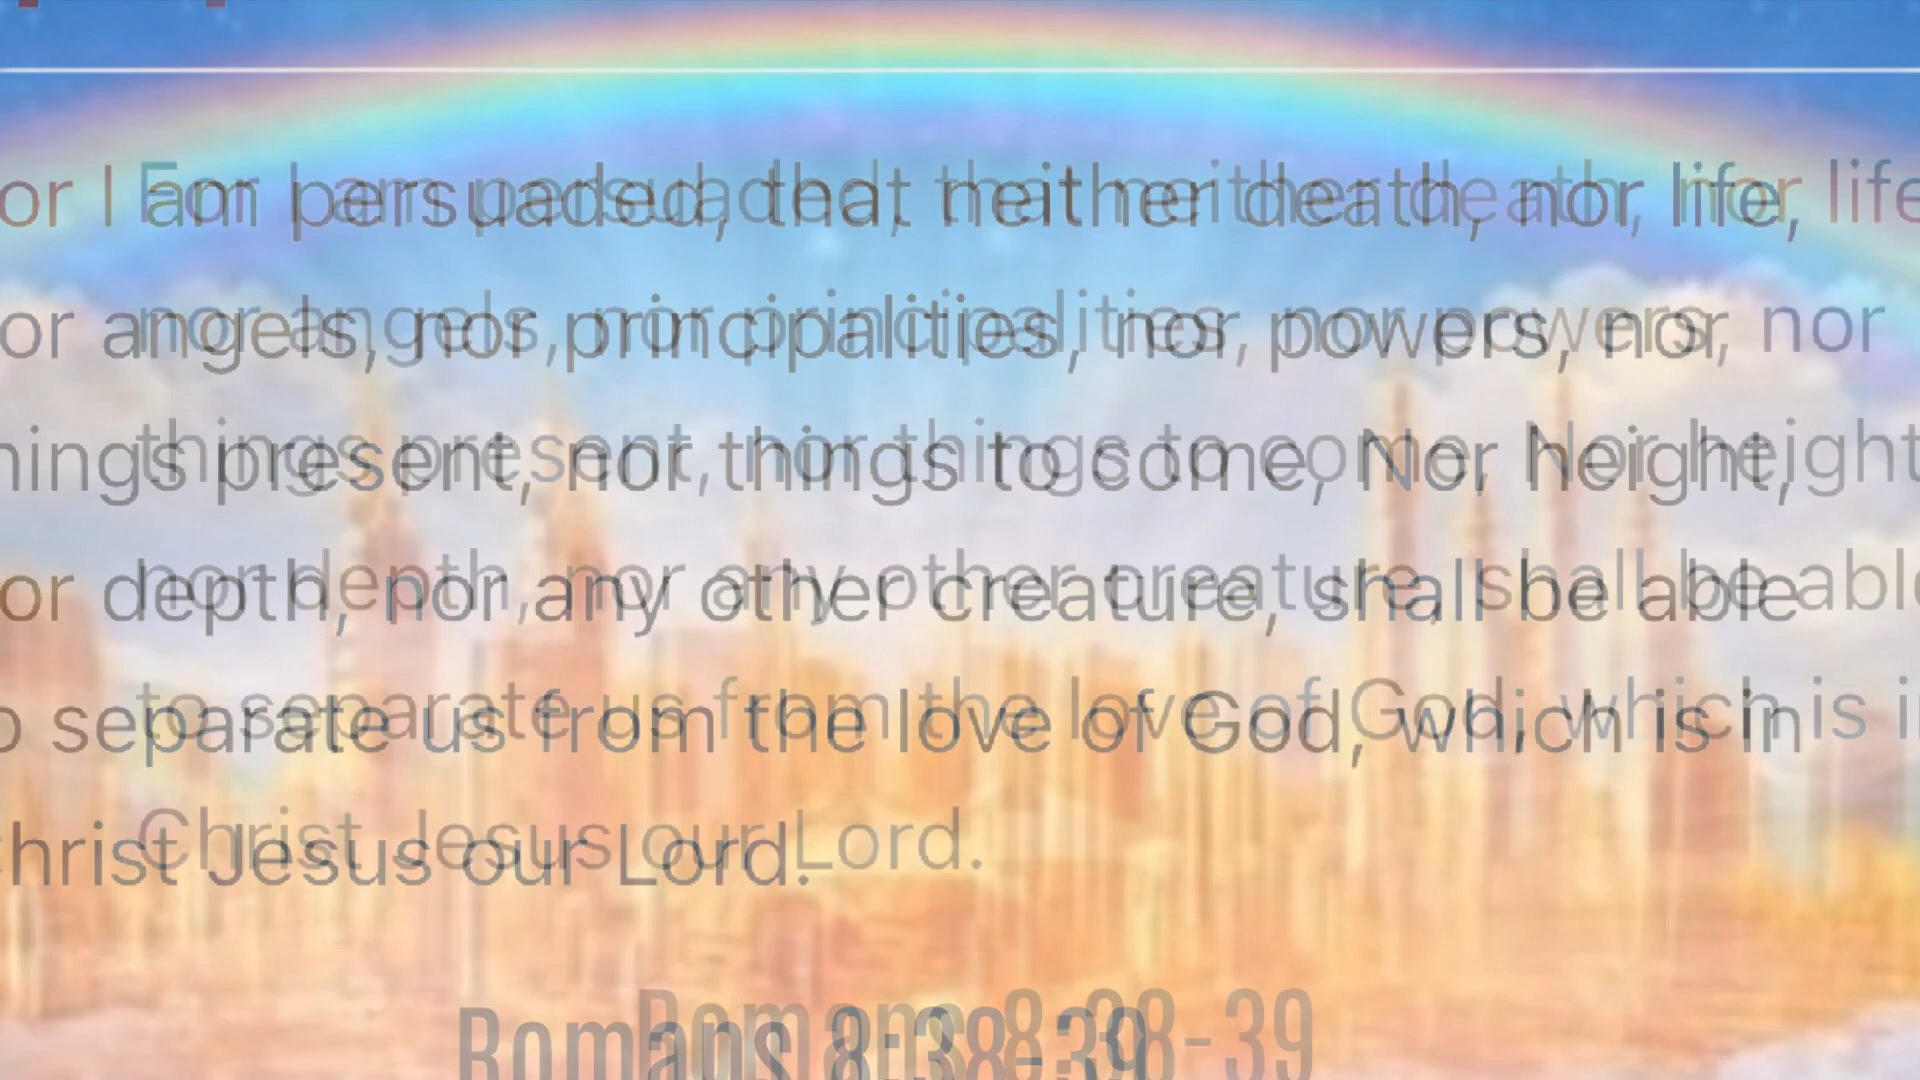 For I am persuaded, that neither death, nor life,
nor angels, nor principalities, nor powers, nor
things present, nor things to come, Nor height,
nor depth, nor any other creature, shall be able
to separate us from the love of God, which is in
Christ Jesus our Lord.
Romans 8:38-39